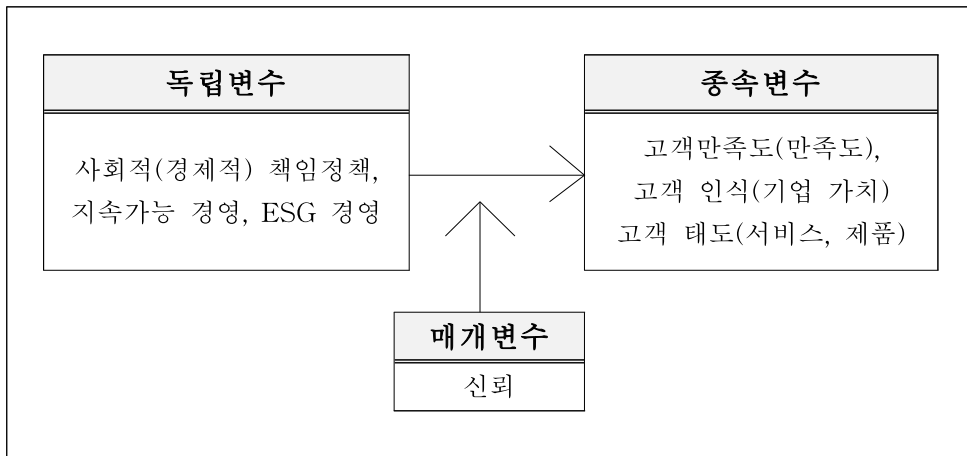 독립변수
사회적(경제적) 책임정책,
지속가능 경영, ESG 경영
종속변수
고객만족도(만족도),
고객 인식(기업 가치)
고객 태도(서비스, 제품)
매개변수
신뢰